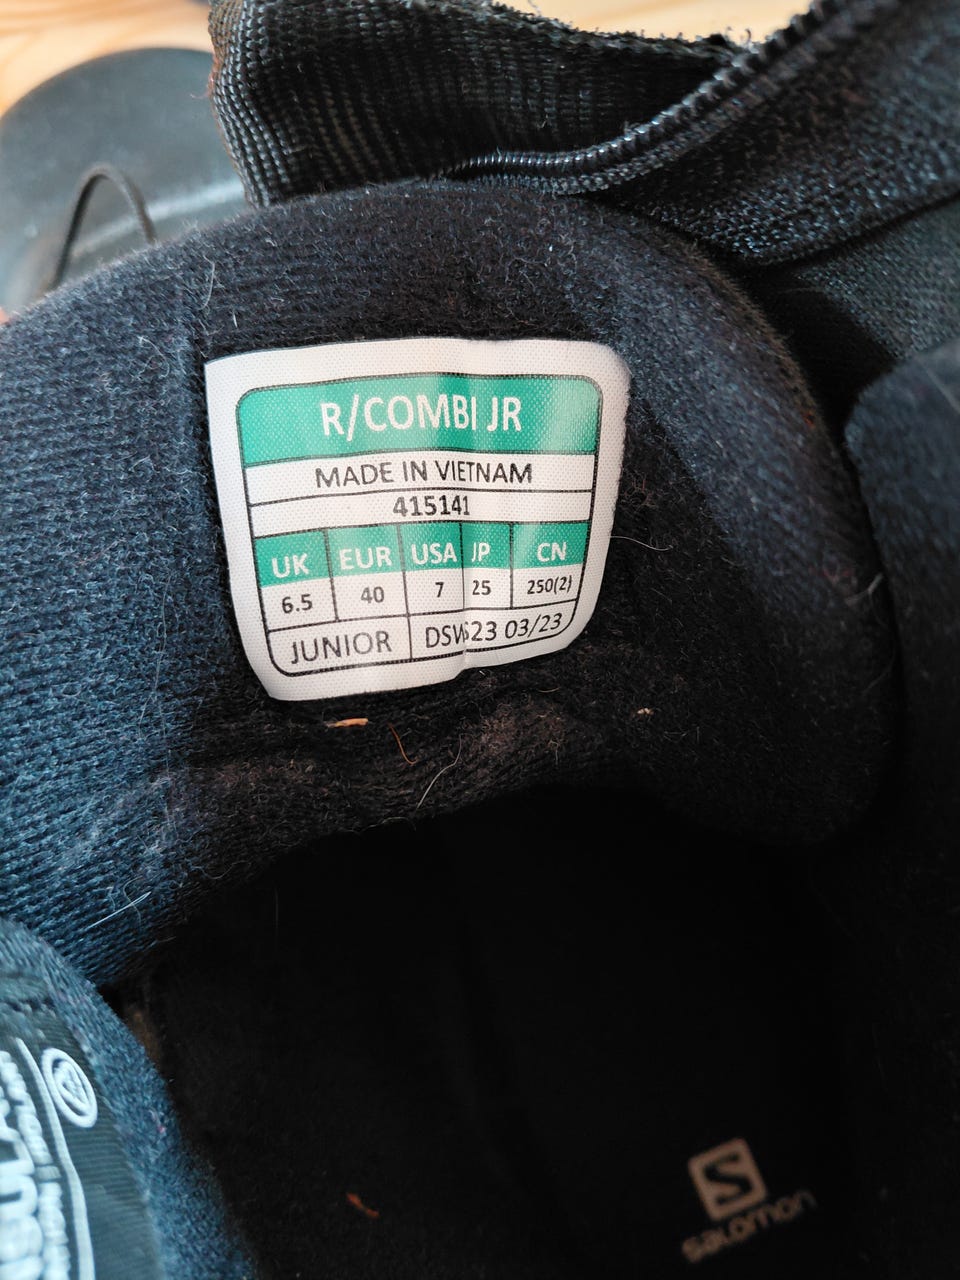 R/COMBI JR
MADE IN VIETNAM
415141
UK EUR USA JP CN
6.5 40 7 25 250(2)
JUNIOR DSWS23 03/23
S
salomon